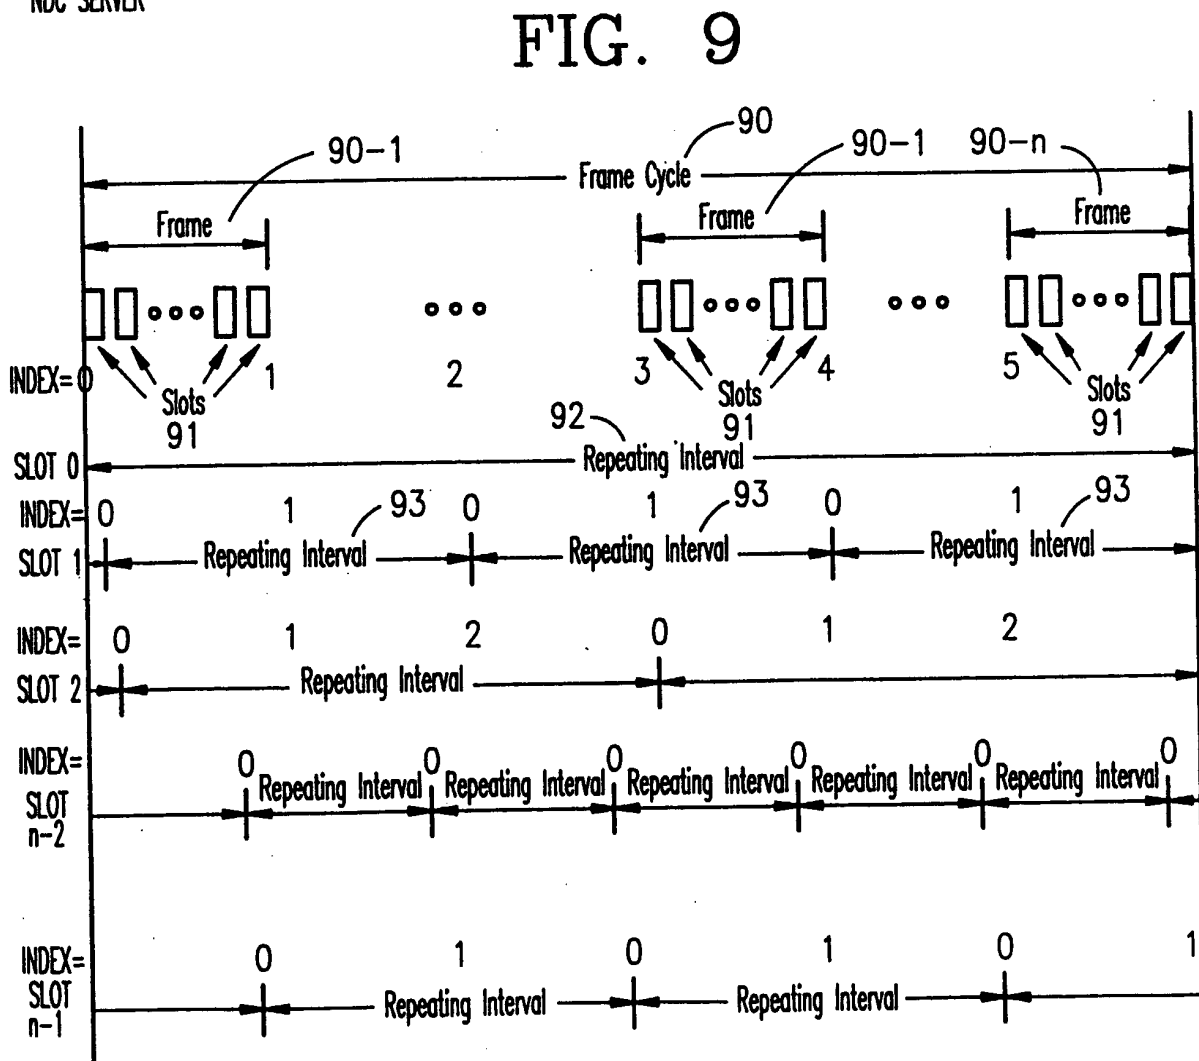 NDC SERVER
FIG. 9
90
90-1
90-1
90-n
Frame Cycle
Frame
Frame
Frame
INDEX=0 1 2 3 4 5
Slots
91
Slots
91
Slots
91
92
SLOT 0 Repeating Interval
93 93 93
INDEX= 0 1 0 1 0 1
SLOT 1 Repeating Interval Repeating Interval Repeating Interval
INDEX= 0 1 2 0 1 2
SLOT 2 Repeating Interval
INDEX= 0 0 0 0 0 0
SLOT
n-2
Repeating Interval Repeating Interval Repeating Interval Repeating Interval Repeating Interval
INDEX= 0 1 0 1 0 1
SLOT
n-1
Repeating Interval Repeating Interval